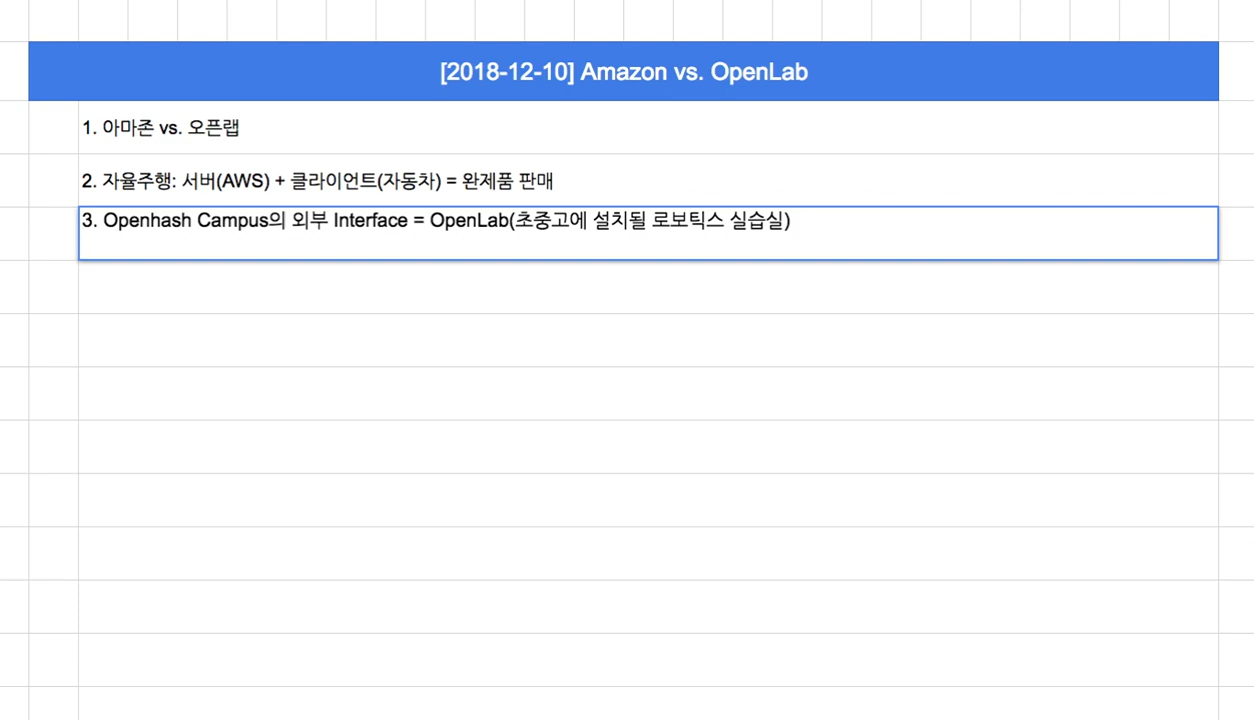 [2018-12-10] Amazon vs. OpenLab
1. 아마존 vs. 오픈랩
2. 자율주행: 서버(AWS) + 클라이언트(자동차) = 완제품 판매
3. Openhash Campus의 외부 Interface = OpenLab(초중고에 설치될 로보틱스 실습실)